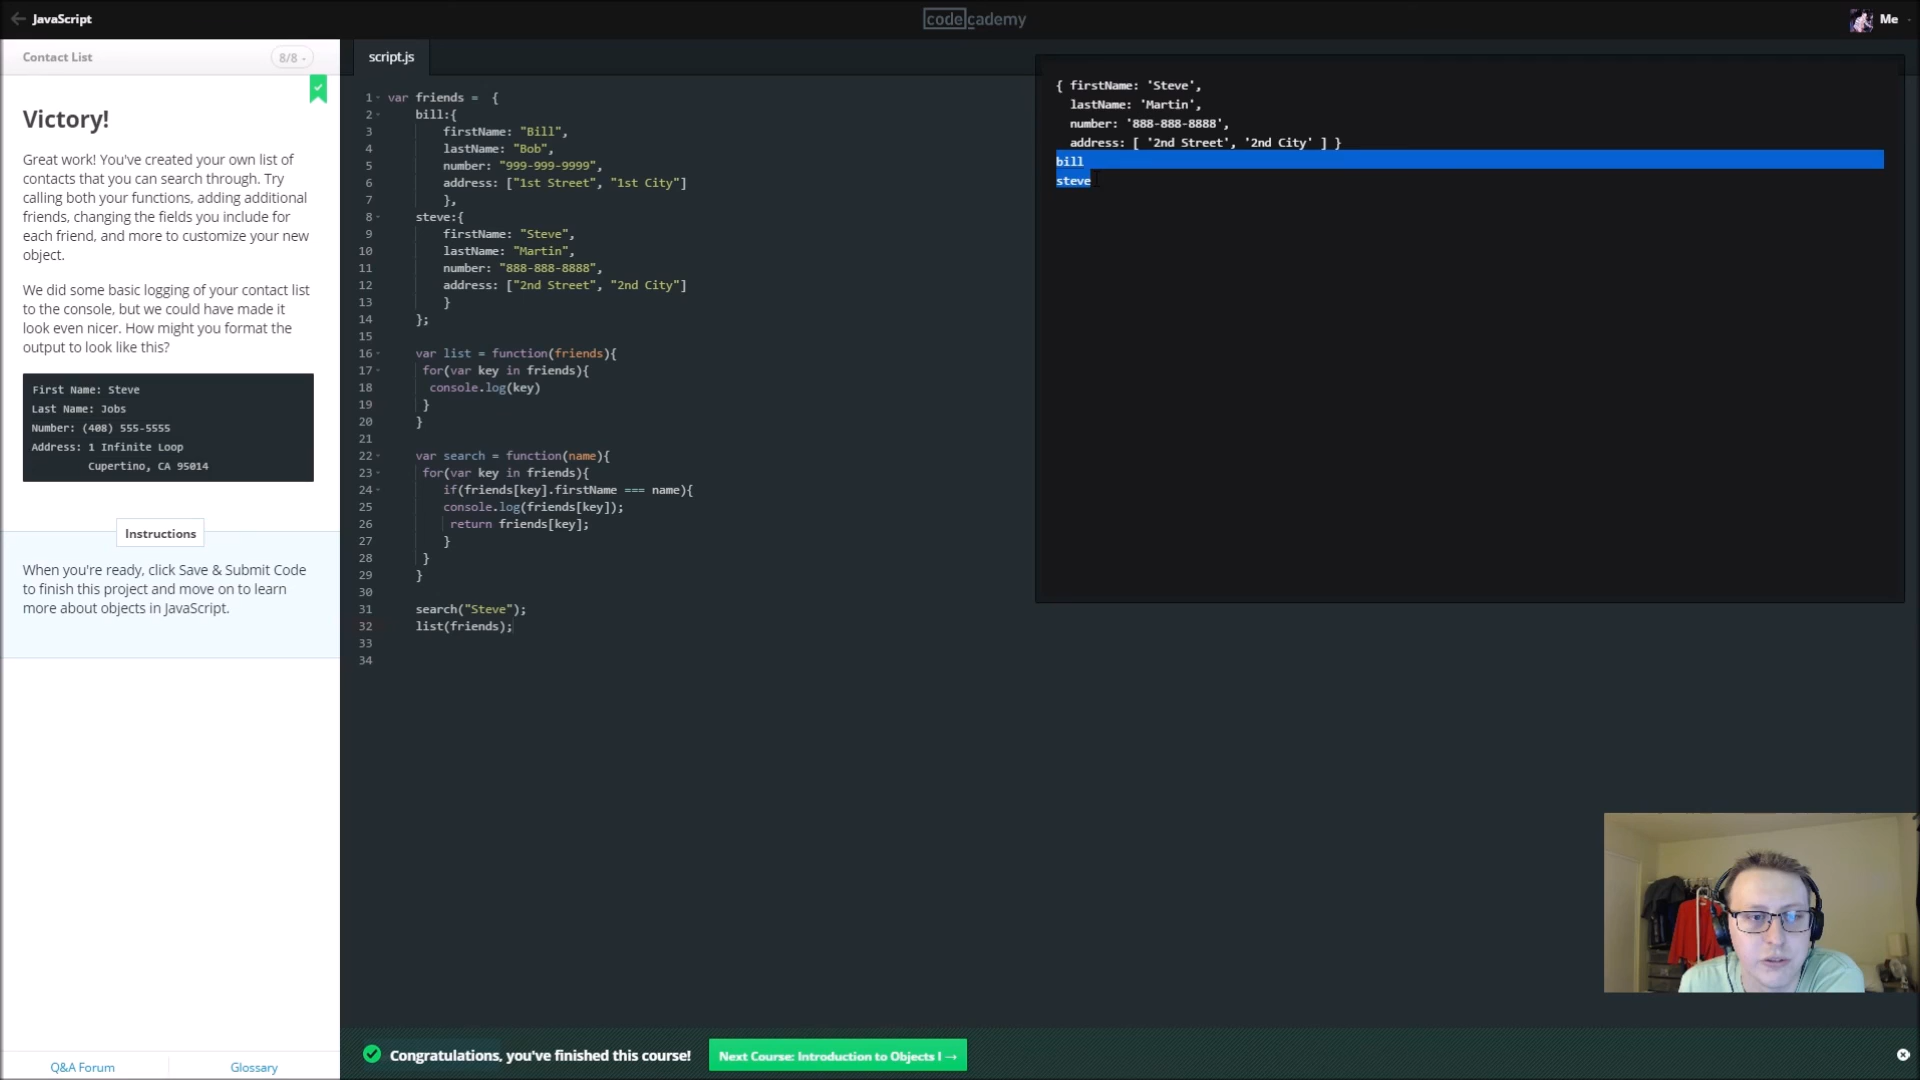 JavaScript
codecademy
Me
Contact List
8/8
Victory!
Great work! You've created your own list of
contacts that you can search through. Try
calling both your functions, adding additional
friends, changing the fields you include for
each friend, and more to customize your new
object.
We did some basic logging of your contact list
to the console, but we could have made it
look even nicer. How might you format the
output to look like this?
First Name: Steve
Last Name: Jobs
Number: (408) 555-5555
Address: 1 Infinite Loop
Cupertino, CA 95014
Instructions
When you're ready, click Save & Submit Code
to finish this project and move on to learn
more about objects in JavaScript.
Q&A Forum
Glossary
script.js
1 var friends = {
2 bill:{
3 firstName: "Bill",
4 lastName: "Bob",
5 number: "999-999-9999",
6 address: ["1st Street", "1st City"]
7 },
8 steve:{
9 firstName: "Steve",
10 lastName: "Martin",
11 number: "888-888-8888",
12 address: ["2nd Street", "2nd City"]
13 }
14 };
15
16 var list = function(friends){
17 for(var key in friends){
18 console.log(key)
19 }
20 }
21
22 var search = function(name){
23 for(var key in friends){
24 if(friends[key].firstName === name){
25 console.log(friends[key]);
26 return friends[key];
27 }
28 }
29 }
30
31 search("Steve");
32 list(friends);
33
34
{ firstName: 'Steve',
lastName: 'Martin',
number: '888-888-8888',
address: [ '2nd Street', '2nd City' ] }
bill
steve
Congratulations, you've finished this course!
Next Course: Introduction to Objects I →